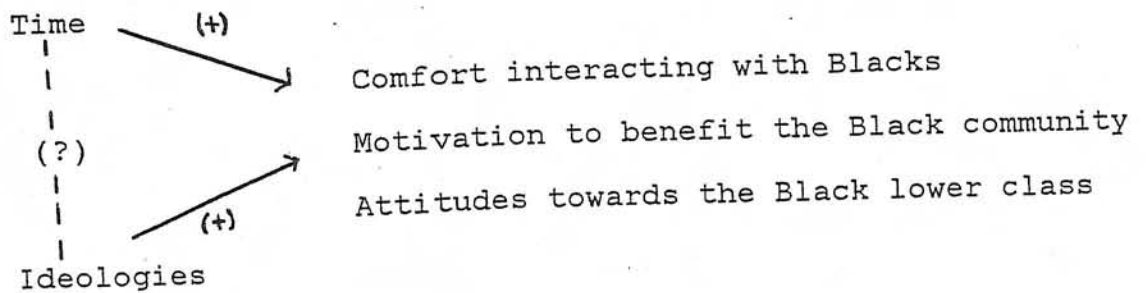 Time
(+)
Comfort interacting with Blacks
Motivation to benefit the Black community
(?)
Attitudes towards the Black lower class
(+)
Ideologies